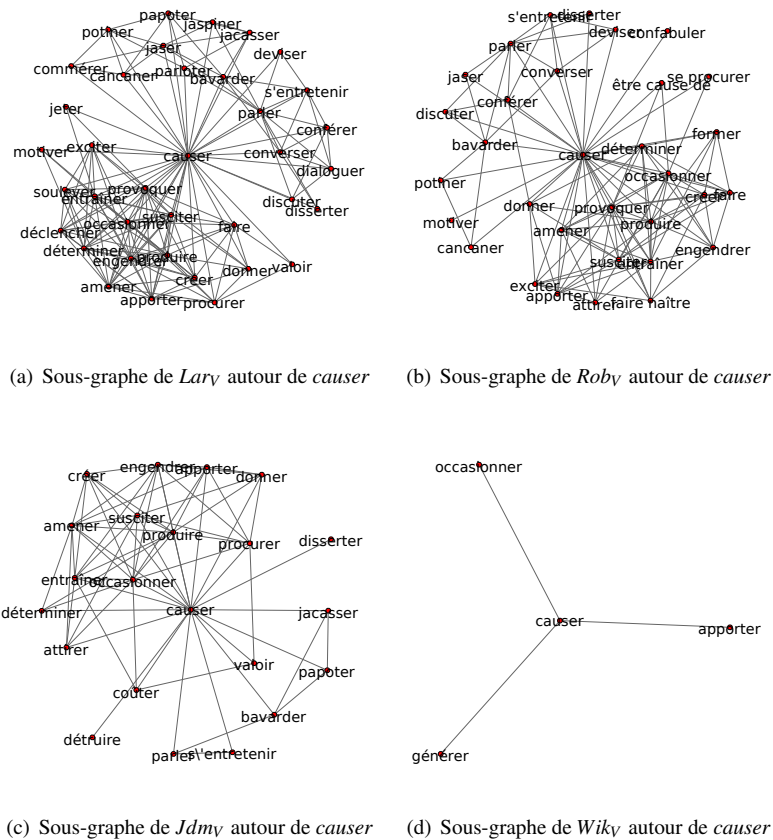 papoter
jaspiner
potiner
jacasser
jaser
deviser
commérer
cancaner
parloter
bavarder
s'entretenir
jeter
parler
conférer
motiver
exciter
causer
converser
dialoguer
soulever
provoquer
entraîner
discuter
disserter
susciter
occasionner
faire
déclencher
déterminer
engendrer
produire
donner
valoir
créer
amener
apporter
procurer
(a) Sous-graphe de LarV autour de causer
s'entretenir
disserter
deviser
confabuler
parler
converser
jaser
se procurer
être cause de
conférer
discuter
bavarder
causer
déterminer
former
occasionner
potiner
donner
provoquer
créer
faire
motiver
amener
produire
cancaner
engendrer
susciter
entraîner
exciter
apporter
attirer
faire naître
(b) Sous-graphe de RobV autour de causer
engendrer
apporter
créer
donner
susciter
amener
produire
procurer
disserter
entraîner
occasionner
déterminer
causer
jacasser
attirer
valoir
papoter
coûter
bavarder
détruire
parler
s\'entretenir
(c) Sous-graphe de JdmV autour de causer
occasionner
causer
apporter
générer
(d) Sous-graphe de WikV autour de causer